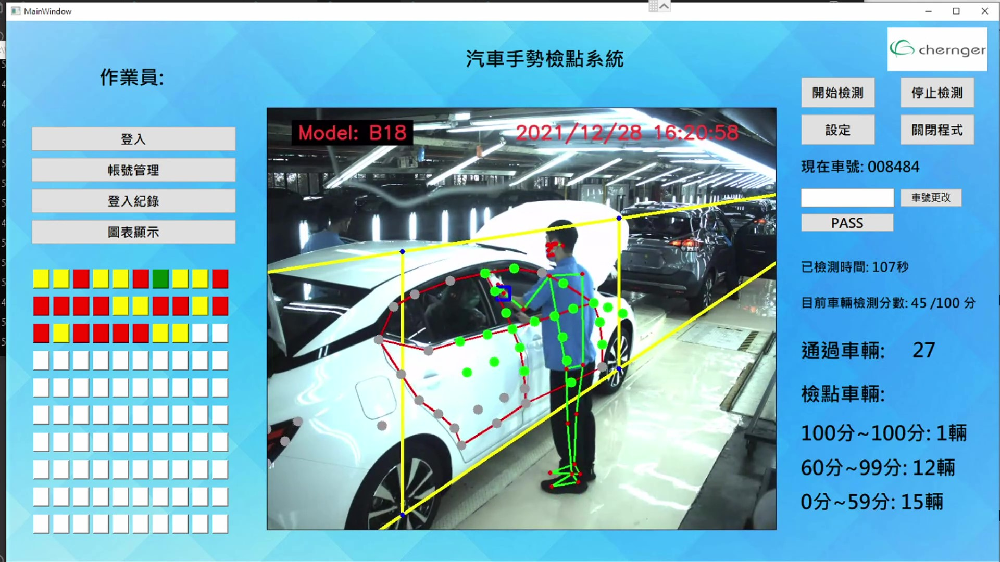 MainWindow
汽車手勢檢點系統
chernger
作業員:
登入
帳號管理
登入紀錄
圖表顯示
Model: B18
2021/12/28 16:20:58
開始檢測
停止檢測
設定
關閉程式
現在車號: 008484
車號更改
PASS
已檢測時間: 107秒
目前車輛檢測分數: 45 /100 分
通過車輛: 27
檢點車輛:
100分~100分: 1輛
60分~99分: 12輛
0分~59分: 15輛